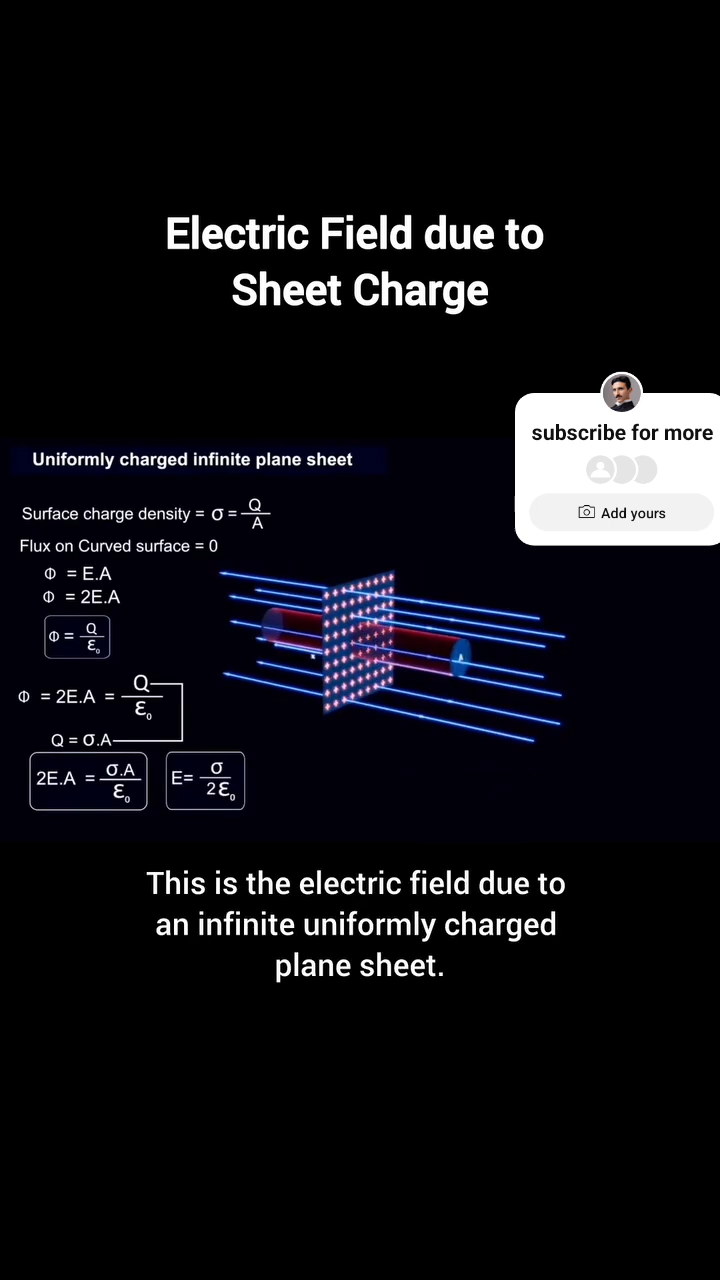 Electric Field due to
Sheet Charge
subscribe for more
Add yours
Uniformly charged infinite plane sheet
Surface charge density = σ = Q/A
Flux on Curved surface = 0
Φ = E.A
Φ = 2E.A
Φ = Q/ε₀
Φ = 2E.A = Q/ε₀
Q = σ.A
2E.A = σ.A/ε₀
E= σ/2ε₀
A
This is the electric field due to
an infinite uniformly charged
plane sheet.